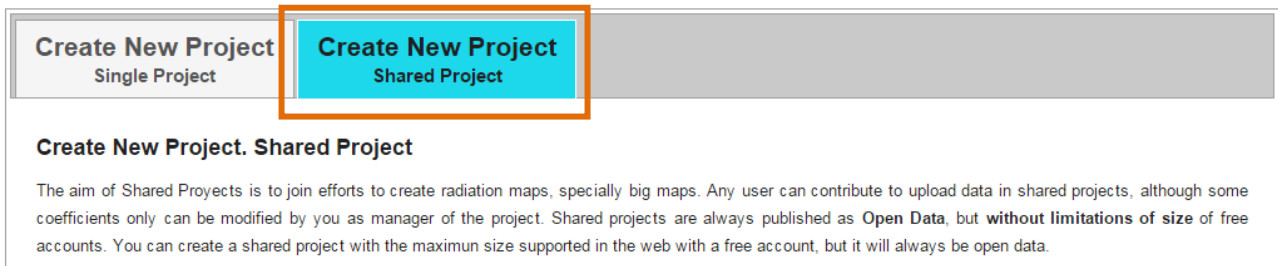 Create New Project
Single Project
Create New Project
Shared Project
Create New Project. Shared Project
The aim of Shared Proyects is to join efforts to create radiation maps, specially big maps. Any user can contribute to upload data in shared projects, although some
coefficients only can be modified by you as manager of the project. Shared projects are always published as Open Data, but without limitations of size of free
accounts. You can create a shared project with the maximun size supported in the web with a free account, but it will always be open data.